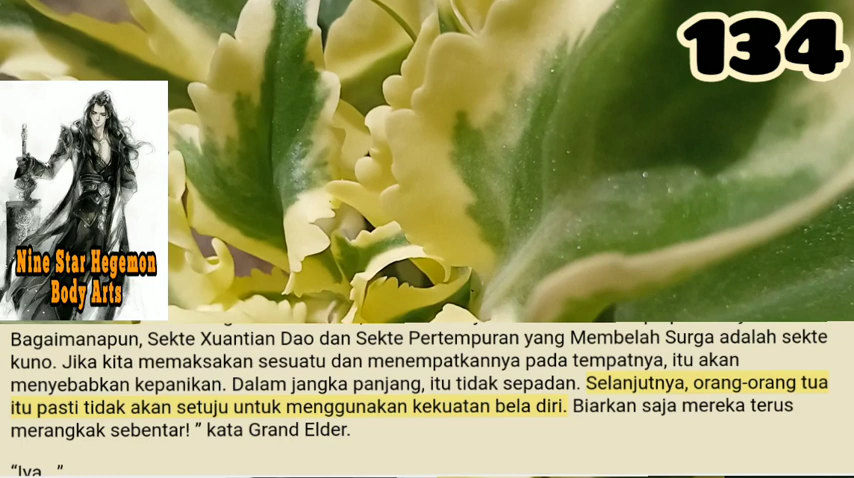 134
Nine Star Hegemon
Body Arts
Bagaimanapun, Sekte Xuantian Dao dan Sekte Pertempuran yang Membelah Surga adalah sekte
kuno. Jika kita memaksakan sesuatu dan menempatkannya pada tempatnya, itu akan
menyebabkan kepanikan. Dalam jangka panjang, itu tidak sepadan. Selanjutnya, orang-orang tua
itu pasti tidak akan setuju untuk menggunakan kekuatan bela diri. Biarkan saja mereka terus
merangkak sebentar! ” kata Grand Elder.